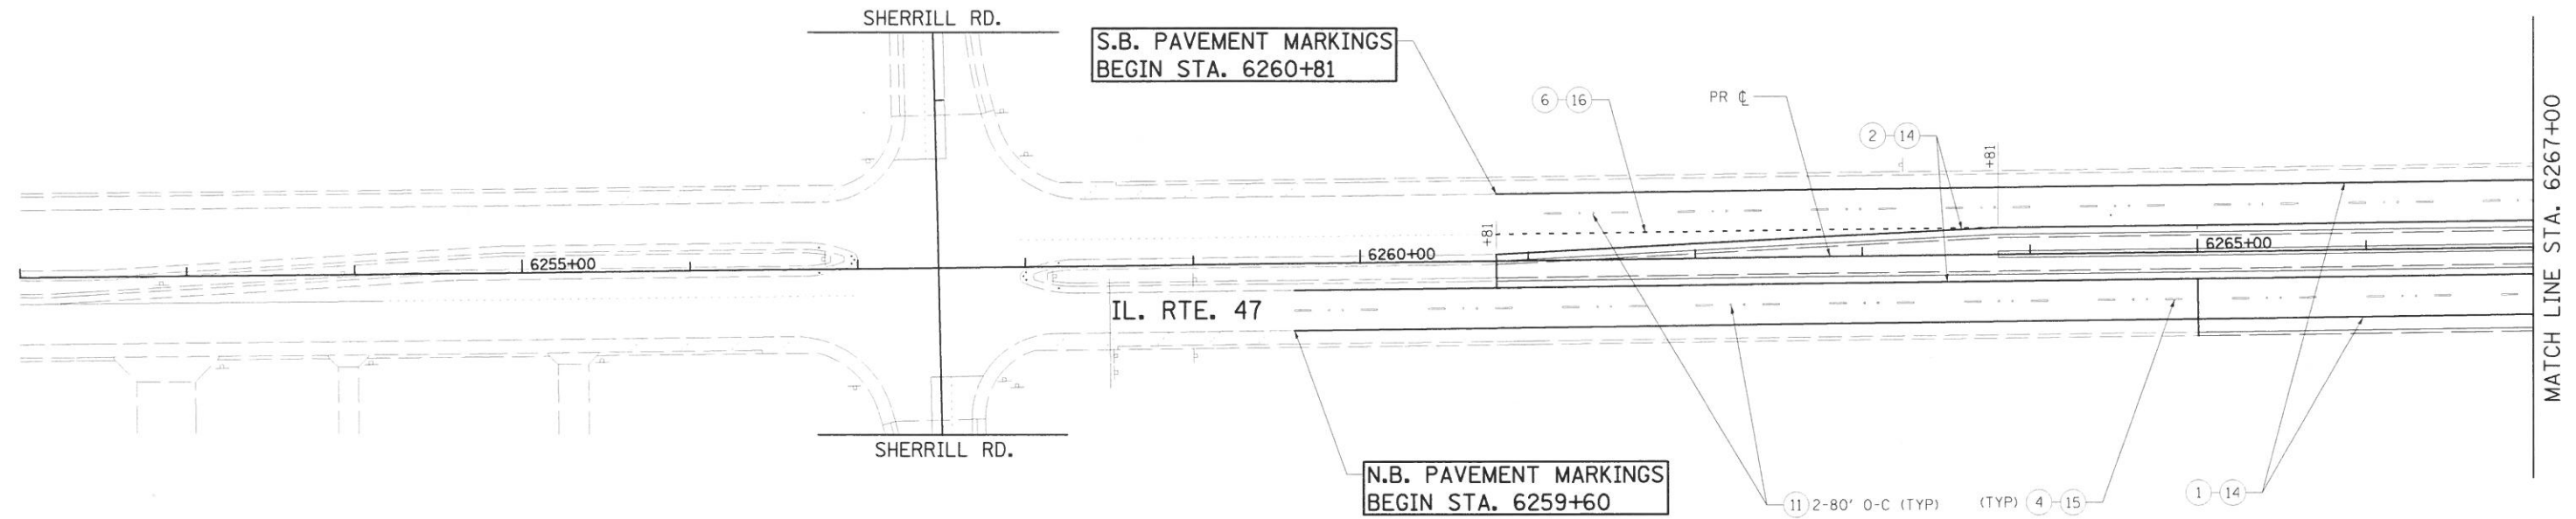 SHERRILL RD.
S.B. PAVEMENT MARKINGS
BEGIN STA. 6260+81
6
16
PR ℄
2
14
+81
+81
6255+00
6260+00
6265+00
IL. RTE. 47
MATCH LINE STA. 6267+00
SHERRILL RD.
N.B. PAVEMENT MARKINGS
BEGIN STA. 6259+60
11 2-80' O-C (TYP)
(TYP) 4 15
1 14